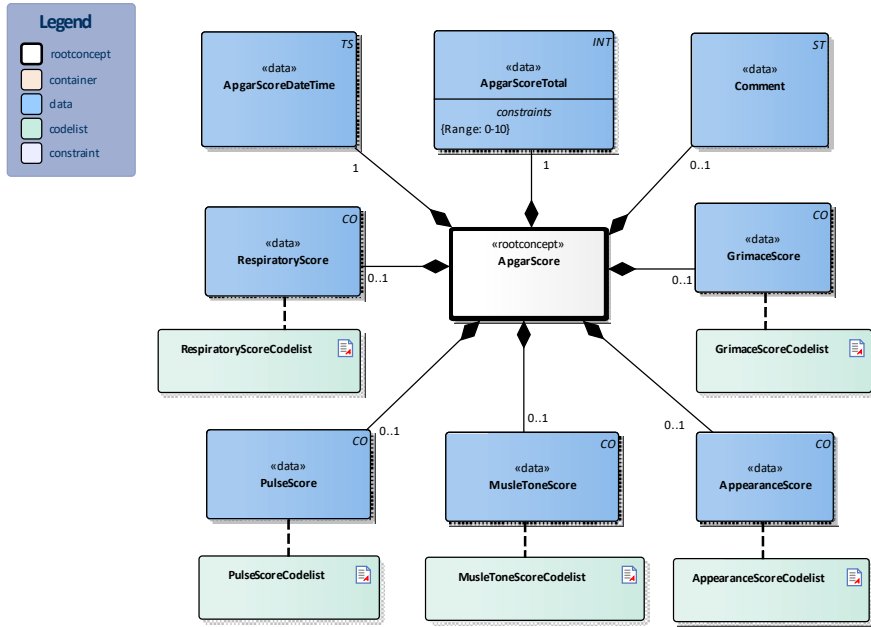 Legend
rootconcept
container
data
codelist
constraint
TS
«data»
ApgarScoreDateTime
INT
«data»
ApgarScoreTotal
constraints
{Range: 0-10}
ST
«data»
Comment
1
1
0..1
CO
«data»
RespiratoryScore
0..1
«rootconcept»
ApgarScore
CO
«data»
GrimaceScore
0..1
RespiratoryScoreCodelist
GrimaceScoreCodelist
CO
«data»
PulseScore
0..1
CO
«data»
MusleToneScore
0..1
CO
«data»
AppearanceScore
0..1
PulseScoreCodelist
MusleToneScoreCodelist
AppearanceScoreCodelist